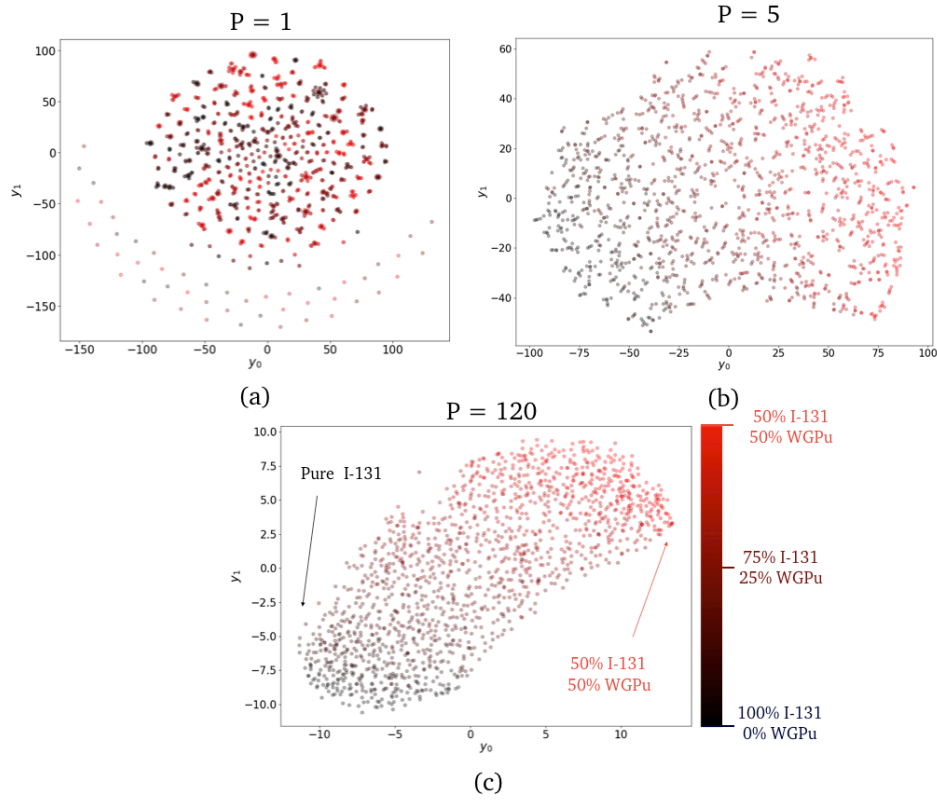 P = 1
100
50
0
−50
−100
−150
y1
−150
−100
−50
0
50
100
y0
(a)
P = 5
60
40
20
0
−20
−40
y1
−100
−75
−50
−25
0
25
50
75
100
y0
(b)
P = 120
10.0
7.5
5.0
2.5
0.0
−2.5
−5.0
−7.5
−10.0
y1
Pure I-131
50% I-131
50% WGPu
−10
−5
0
5
10
y0
(c)
50% I-131
50% WGPu
75% I-131
25% WGPu
100% I-131
0% WGPu